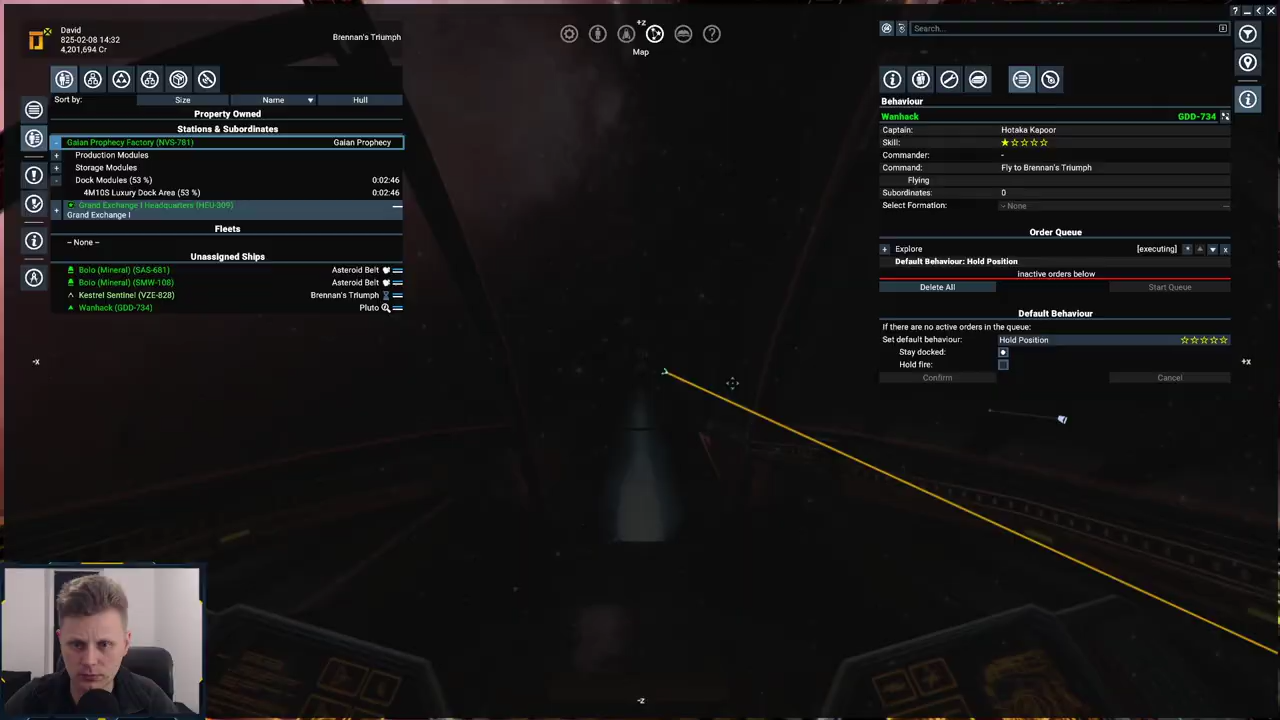 David
825-02-08 14:32
4,201,694 Cr
Brennan's Triumph
+z
Map
Search...
Sort by:
Size
Name
Hull
Property Owned
Stations & Subordinates
- Gaian Prophecy Factory (NVS-781) Gaian Prophecy
+ Production Modules
+ Storage Modules
- Dock Modules (53 %) 0:02:46
4M10S Luxury Dock Area (53 %) 0:02:46
+ Grand Exchange I Headquarters (HEU-309)
Grand Exchange I
Fleets
-- None --
Unassigned Ships
Bolo (Mineral) (SAS-681) Asteroid Belt
Bolo (Mineral) (SMW-108) Asteroid Belt
Kestrel Sentinel (VZE-828) Brennan's Triumph
Wanhack (GDD-734) Pluto
-x
+x
-z
Behaviour
Wanhack GDD-734
Captain: Hotaka Kapoor
Skill:
Commander: -
Command: Fly to Brennan's Triumph
Flying
Subordinates: 0
Select Formation: - None
Order Queue
+ Explore [executing] x
Default Behaviour: Hold Position
inactive orders below
Delete All Start Queue
Default Behaviour
If there are no active orders in the queue:
Set default behaviour: Hold Position
Stay docked:
Hold fire:
Confirm Cancel